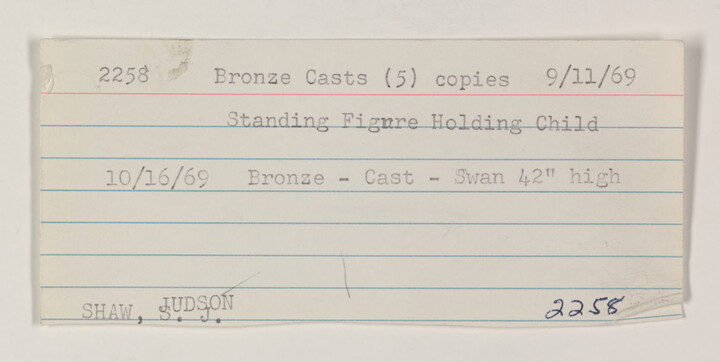 2258 Bronze Casts (5) copies 9/11/69
Standing Figure Holding Child
10/16/69 Bronze - Cast - Swan 42" high
JUDSON
SHAW, S. J.
2258